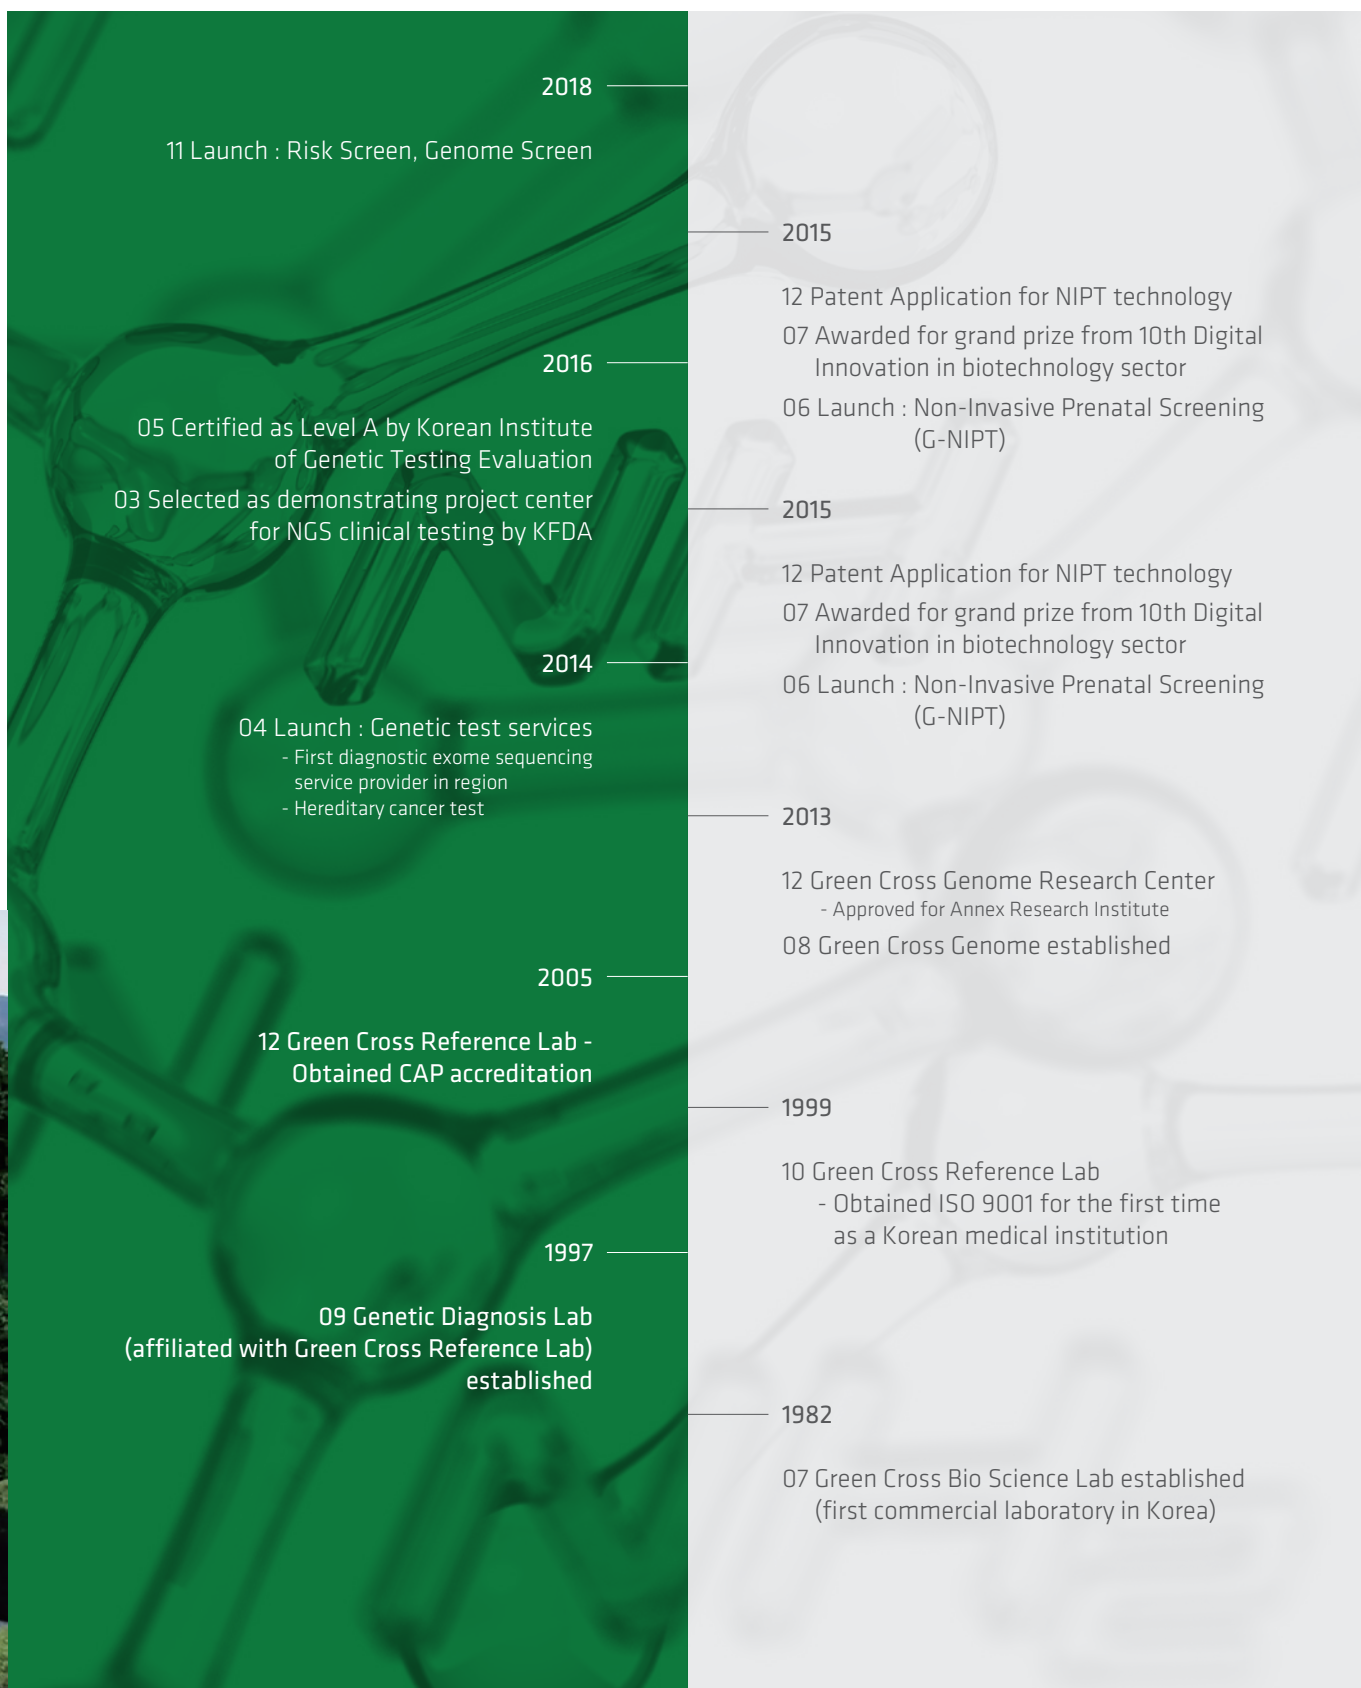 2018
11 Launch : Risk Screen, Genome Screen
2016
05 Certified as Level A by Korean Institute
of Genetic Testing Evaluation
03 Selected as demonstrating project center
for NGS clinical testing by KFDA
2014
04 Launch : Genetic test services
- First diagnostic exome sequencing
service provider in region
- Hereditary cancer test
2005
12 Green Cross Reference Lab -
Obtained CAP accreditation
1997
09 Genetic Diagnosis Lab
(affiliated with Green Cross Reference Lab)
established
2015
12 Patent Application for NIPT technology
07 Awarded for grand prize from 10th Digital
Innovation in biotechnology sector
06 Launch : Non-Invasive Prenatal Screening
(G-NIPT)
2015
12 Patent Application for NIPT technology
07 Awarded for grand prize from 10th Digital
Innovation in biotechnology sector
06 Launch : Non-Invasive Prenatal Screening
(G-NIPT)
2013
12 Green Cross Genome Research Center
- Approved for Annex Research Institute
08 Green Cross Genome established
1999
10 Green Cross Reference Lab
- Obtained ISO 9001 for the first time
as a Korean medical institution
1982
07 Green Cross Bio Science Lab established
(first commercial laboratory in Korea)